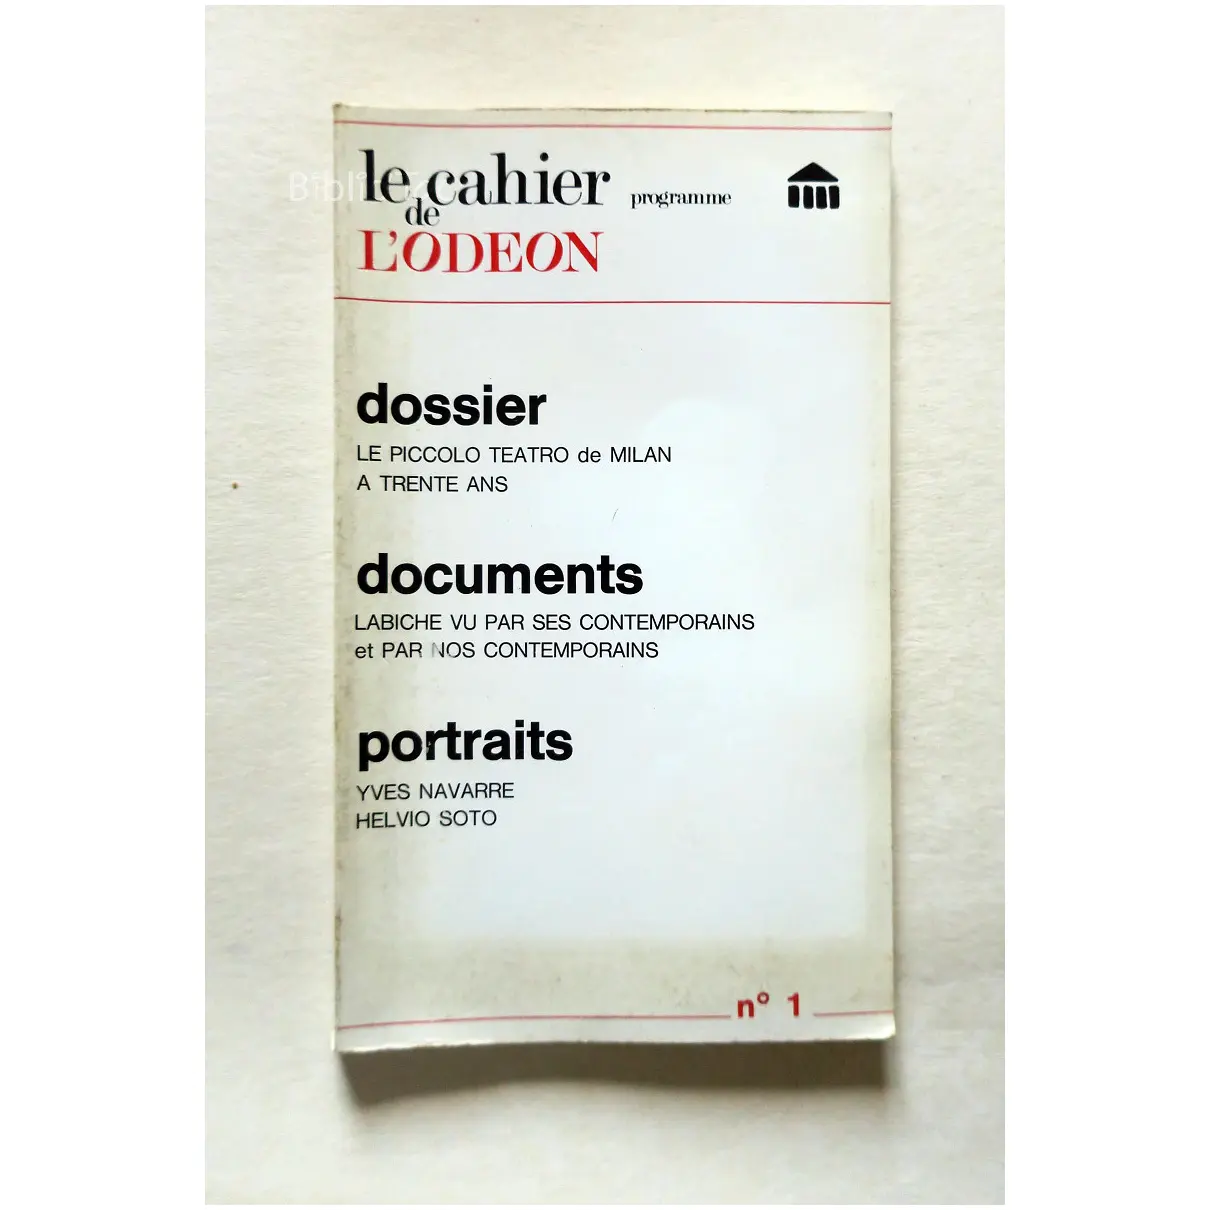 le cahier programme
de
L'ODEON
dossier
LE PICCOLO TEATRO de MILAN
A TRENTE ANS
documents
LABICHE VU PAR SES CONTEMPORAINS
et PAR NOS CONTEMPORAINS
portraits
YVES NAVARRE
HELVIO SOTO
n° 1